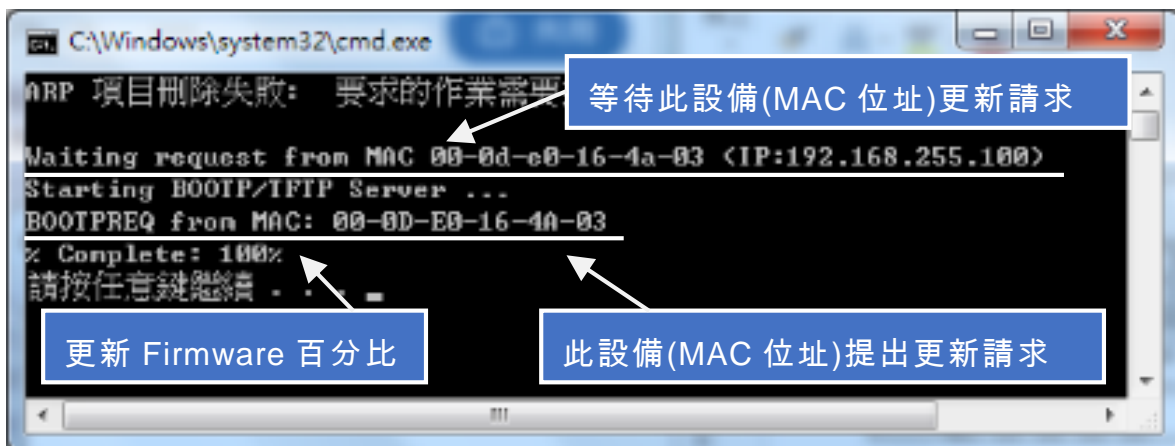 C:\Windows\system32\cmd.exe
ARP 項目刪除失敗: 要求的作業需要
等待此設備(MAC 位址)更新請求
Waiting request from MAC 00-0d-e0-16-4a-03 (IP:192.168.255.100)
Starting BOOTP/TFTP Server ...
BOOTPREQ from MAC: 00-0D-E0-16-4A-03
% Complete: 100%
請按任意鍵繼續 . . .
更新 Firmware 百分比
此設備(MAC 位址)提出更新請求